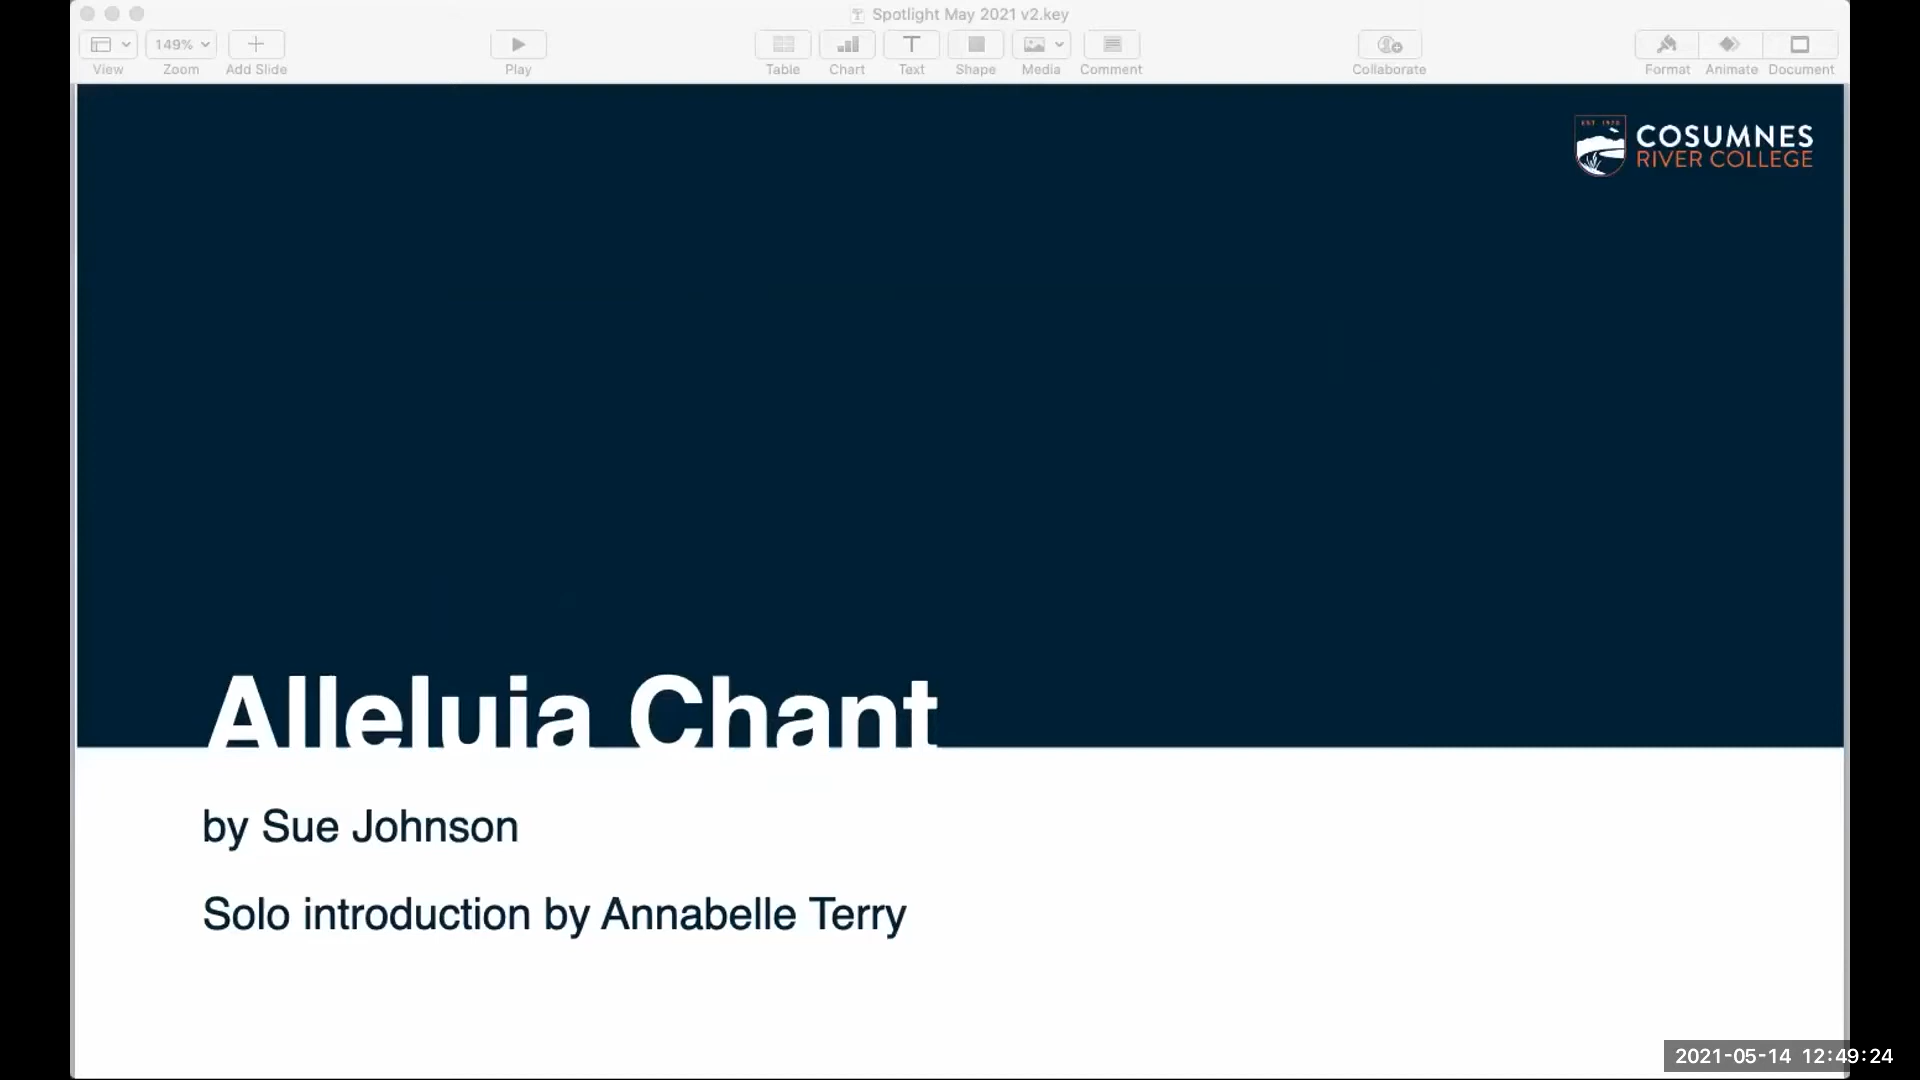 Spotlight May 2021 v2.key
149%
View
Zoom
Add Slide
Play
Table
Chart
Text
Shape
Media
Comment
Collaborate
Format
Animate
Document
EST 1970
COSUMNES
RIVER COLLEGE
Alleluia Chant
by Sue Johnson
Solo introduction by Annabelle Terry
2021-05-14 12:49:24